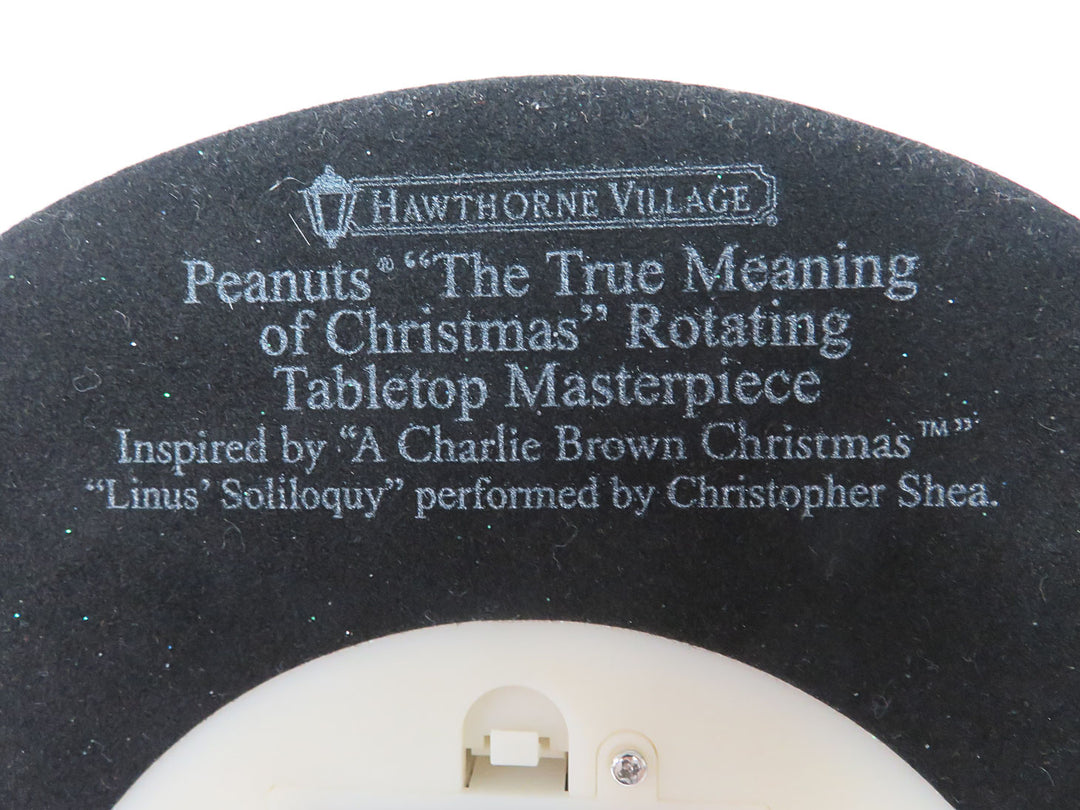 HAWTHORNE VILLAGE®
Peanuts® “The True Meaning
of Christmas” Rotating
Tabletop Masterpiece
Inspired by “A Charlie Brown Christmas™”
“Linus’ Soliloquy” performed by Christopher Shea.